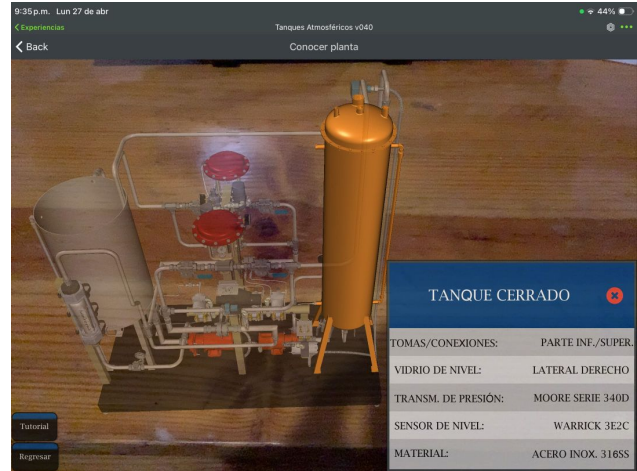 9:35 p.m. Lun 27 de abr 44%
Experiencias Tanques Atmosféricos v040
Back Conocer planta
TANQUE CERRADO
TOMAS/CONEXIONES: PARTE INF./SUPER.
VIDRIO DE NIVEL: LATERAL DERECHO
TRANSM. DE PRESIÓN: MOORE SERIE 340D
SENSOR DE NIVEL: WARRICK 3E2C
MATERIAL: ACERO INOX. 316SS
Tutorial
Regresar